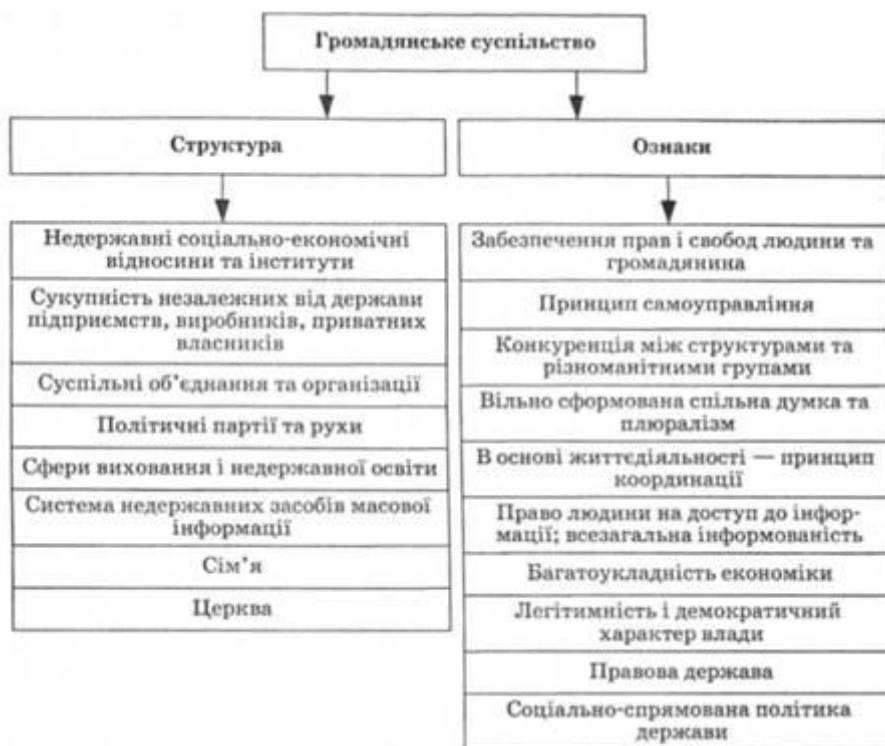 Громадянське суспільство
Структура
Недержавні соціально-економічні
відносини та інститути
Сукупність незалежних від держави
підприємств, виробників, приватних
власників
Суспільні об’єднання та організації
Політичні партії та рухи
Сфери виховання і недержавної освіти
Система недержавних засобів масової
інформації
Сім’я
Церква
Ознаки
Забезпечення прав і свобод людини та
громадянина
Принцип самоуправління
Конкуренція між структурами та
різноманітними групами
Вільно сформована спільна думка та
плюралізм
В основі життєдіяльності — принцип
координації
Право людини на доступ до інфор-
мації; всезагальна інформованість
Багатоукладність економіки
Легітимність і демократичний
характер влади
Правова держава
Соціально-спрямована політика
держави